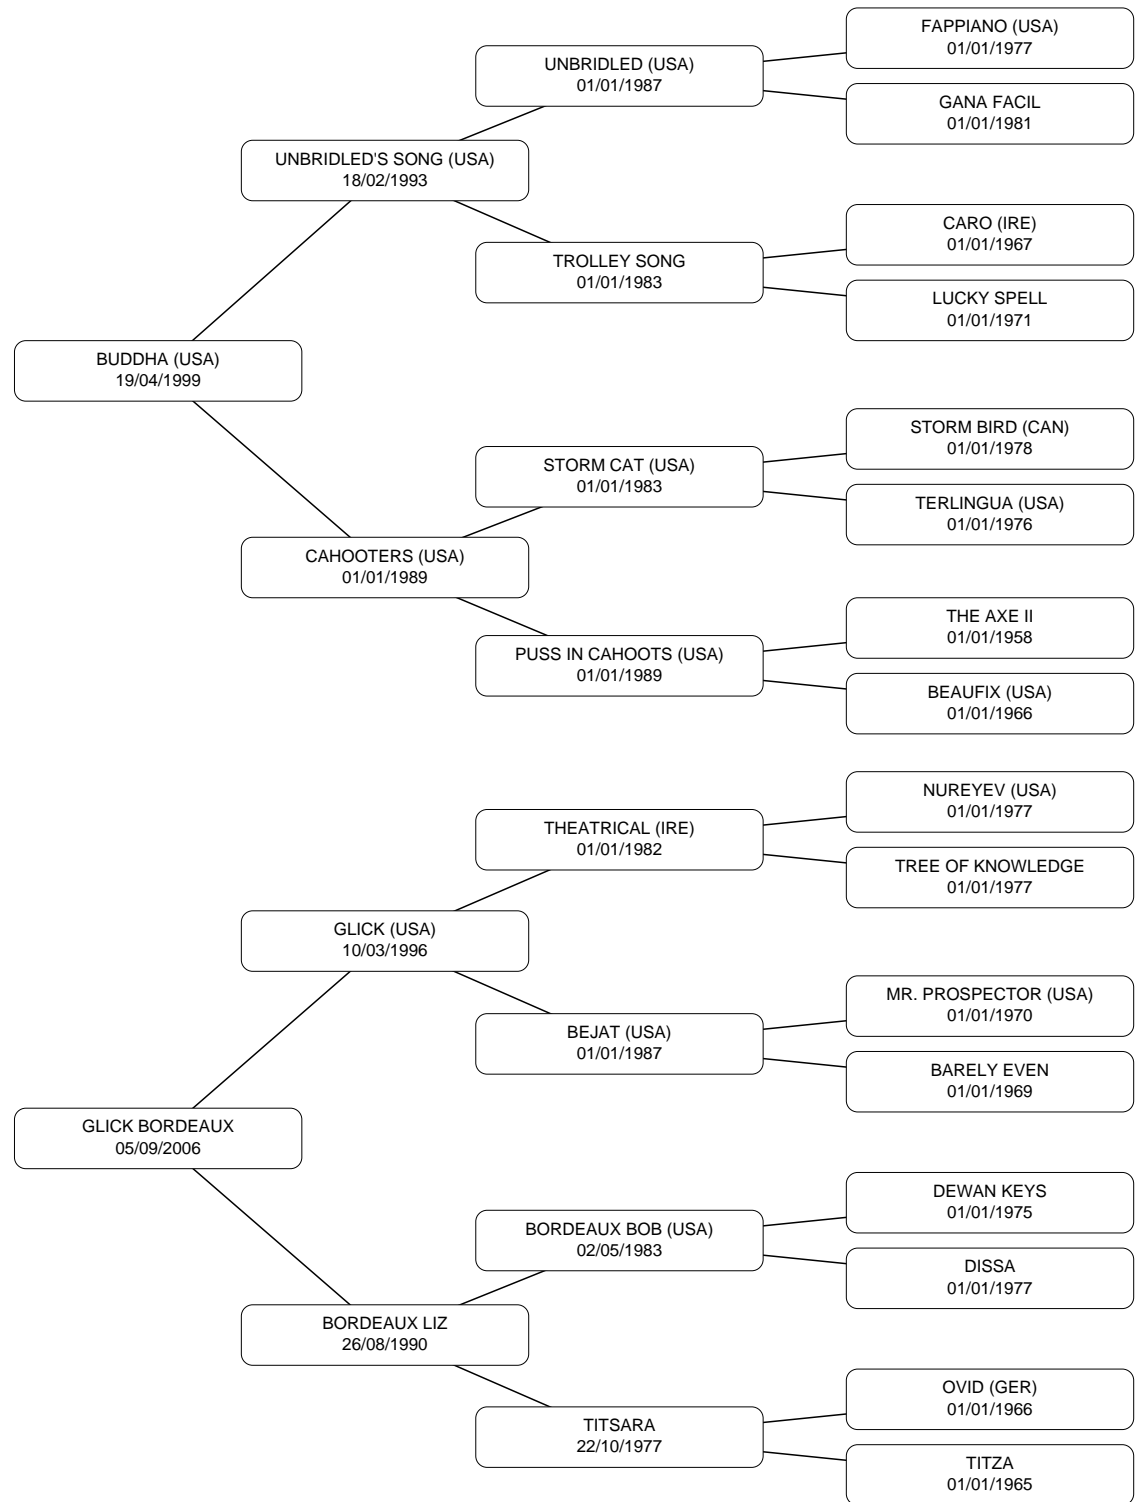 FAPPIANO (USA)
01/01/1977
UNBRIDLED (USA)
01/01/1987
GANA FACIL
01/01/1981
UNBRIDLED'S SONG (USA)
18/02/1993
CARO (IRE)
01/01/1967
TROLLEY SONG
01/01/1983
LUCKY SPELL
01/01/1971
BUDDHA (USA)
19/04/1999
STORM BIRD (CAN)
01/01/1978
STORM CAT (USA)
01/01/1983
TERLINGUA (USA)
01/01/1976
CAHOOTERS (USA)
01/01/1989
THE AXE II
01/01/1958
PUSS IN CAHOOTS (USA)
01/01/1989
BEAUFIX (USA)
01/01/1966
NUREYEV (USA)
01/01/1977
THEATRICAL (IRE)
01/01/1982
TREE OF KNOWLEDGE
01/01/1977
GLICK (USA)
10/03/1996
MR. PROSPECTOR (USA)
01/01/1970
BEJAT (USA)
01/01/1987
BARELY EVEN
01/01/1969
GLICK BORDEAUX
05/09/2006
DEWAN KEYS
01/01/1975
BORDEAUX BOB (USA)
02/05/1983
DISSA
01/01/1977
BORDEAUX LIZ
26/08/1990
OVID (GER)
01/01/1966
TITSARA
22/10/1977
TITZA
01/01/1965